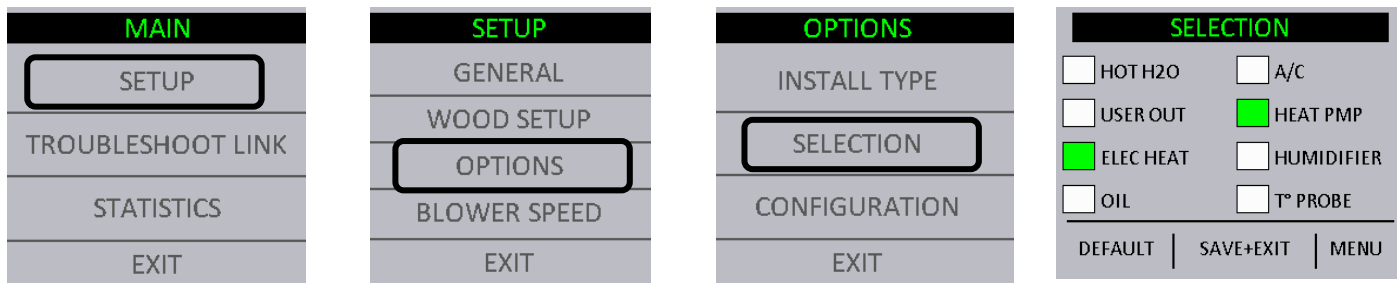 MAIN
SETUP
TROUBLESHOOT LINK
STATISTICS
EXIT
SETUP
GENERAL
WOOD SETUP
OPTIONS
BLOWER SPEED
EXIT
OPTIONS
INSTALL TYPE
SELECTION
CONFIGURATION
EXIT
SELECTION
HOT H2O A/C
USER OUT HEAT PMP
ELEC HEAT HUMIDIFIER
OIL T° PROBE
DEFAULT SAVE+EXIT MENU